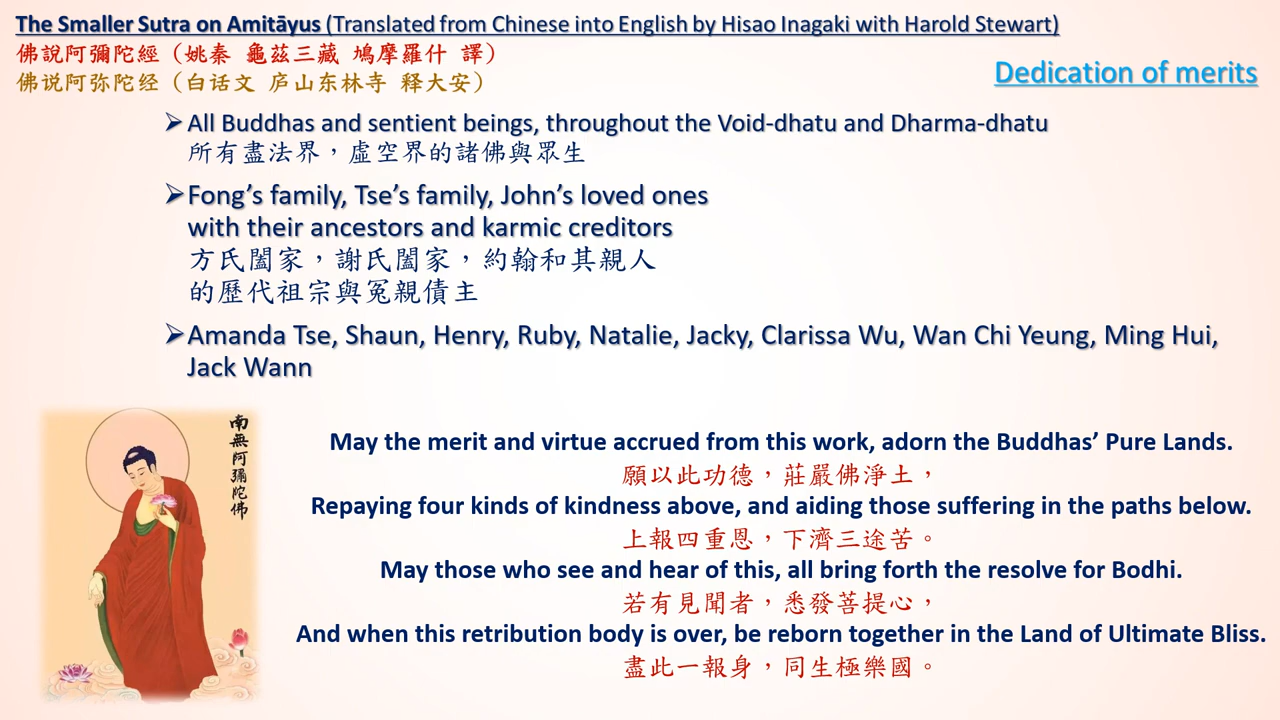 The Smaller Sutra on Amitāyus (Translated from Chinese into English by Hisao Inagaki with Harold Stewart)
佛說阿彌陀經（姚秦 龜茲三藏 鳩摩羅什 譯）
佛说阿弥陀经（白话文 庐山东林寺 释大安）
Dedication of merits
➢All Buddhas and sentient beings, throughout the Void-dhatu and Dharma-dhatu
所有盡法界，虛空界的諸佛與眾生
➢Fong’s family, Tse’s family, John’s loved ones
with their ancestors and karmic creditors
方氏闔家，謝氏闔家，約翰和其親人
的歷代祖宗與冤親債主
➢Amanda Tse, Shaun, Henry, Ruby, Natalie, Jacky, Clarissa Wu, Wan Chi Yeung, Ming Hui,
Jack Wann
南無阿彌陀佛
May the merit and virtue accrued from this work, adorn the Buddhas’ Pure Lands.
願以此功德，莊嚴佛淨土，
Repaying four kinds of kindness above, and aiding those suffering in the paths below.
上報四重恩，下濟三途苦。
May those who see and hear of this, all bring forth the resolve for Bodhi.
若有見聞者，悉發菩提心，
And when this retribution body is over, be reborn together in the Land of Ultimate Bliss.
盡此一報身，同生極樂國。